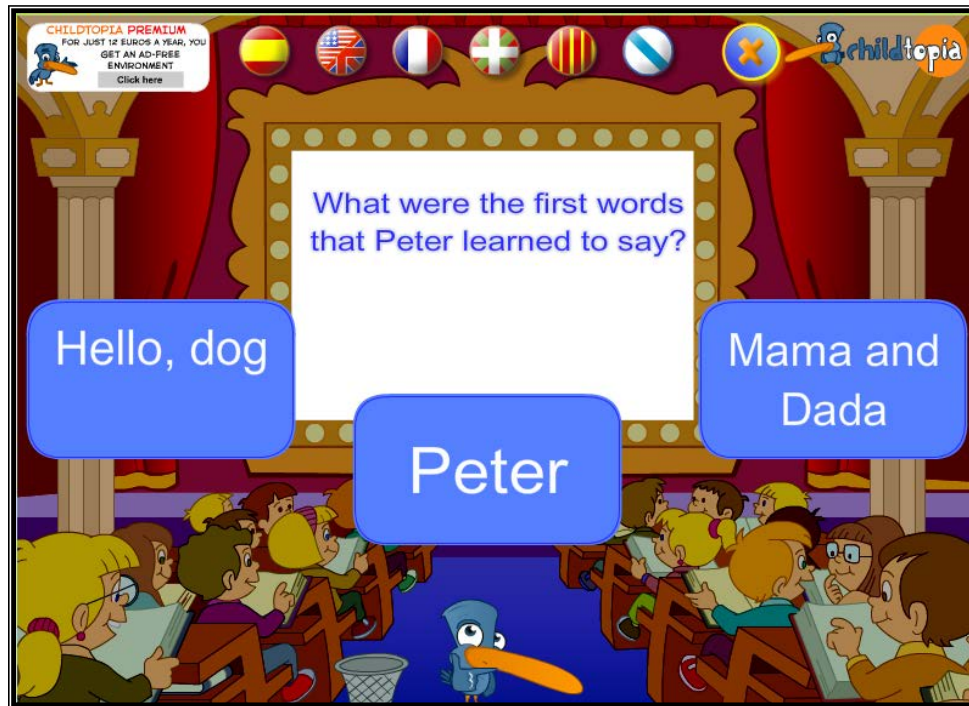 CHILDTOPIA PREMIUM
FOR JUST 12 EUROS A YEAR, YOU
GET AN AD-FREE
ENVIRONMENT
Click here
childtopia
What were the first words
that Peter learned to say?
Hello, dog
Peter
Mama and
Dada